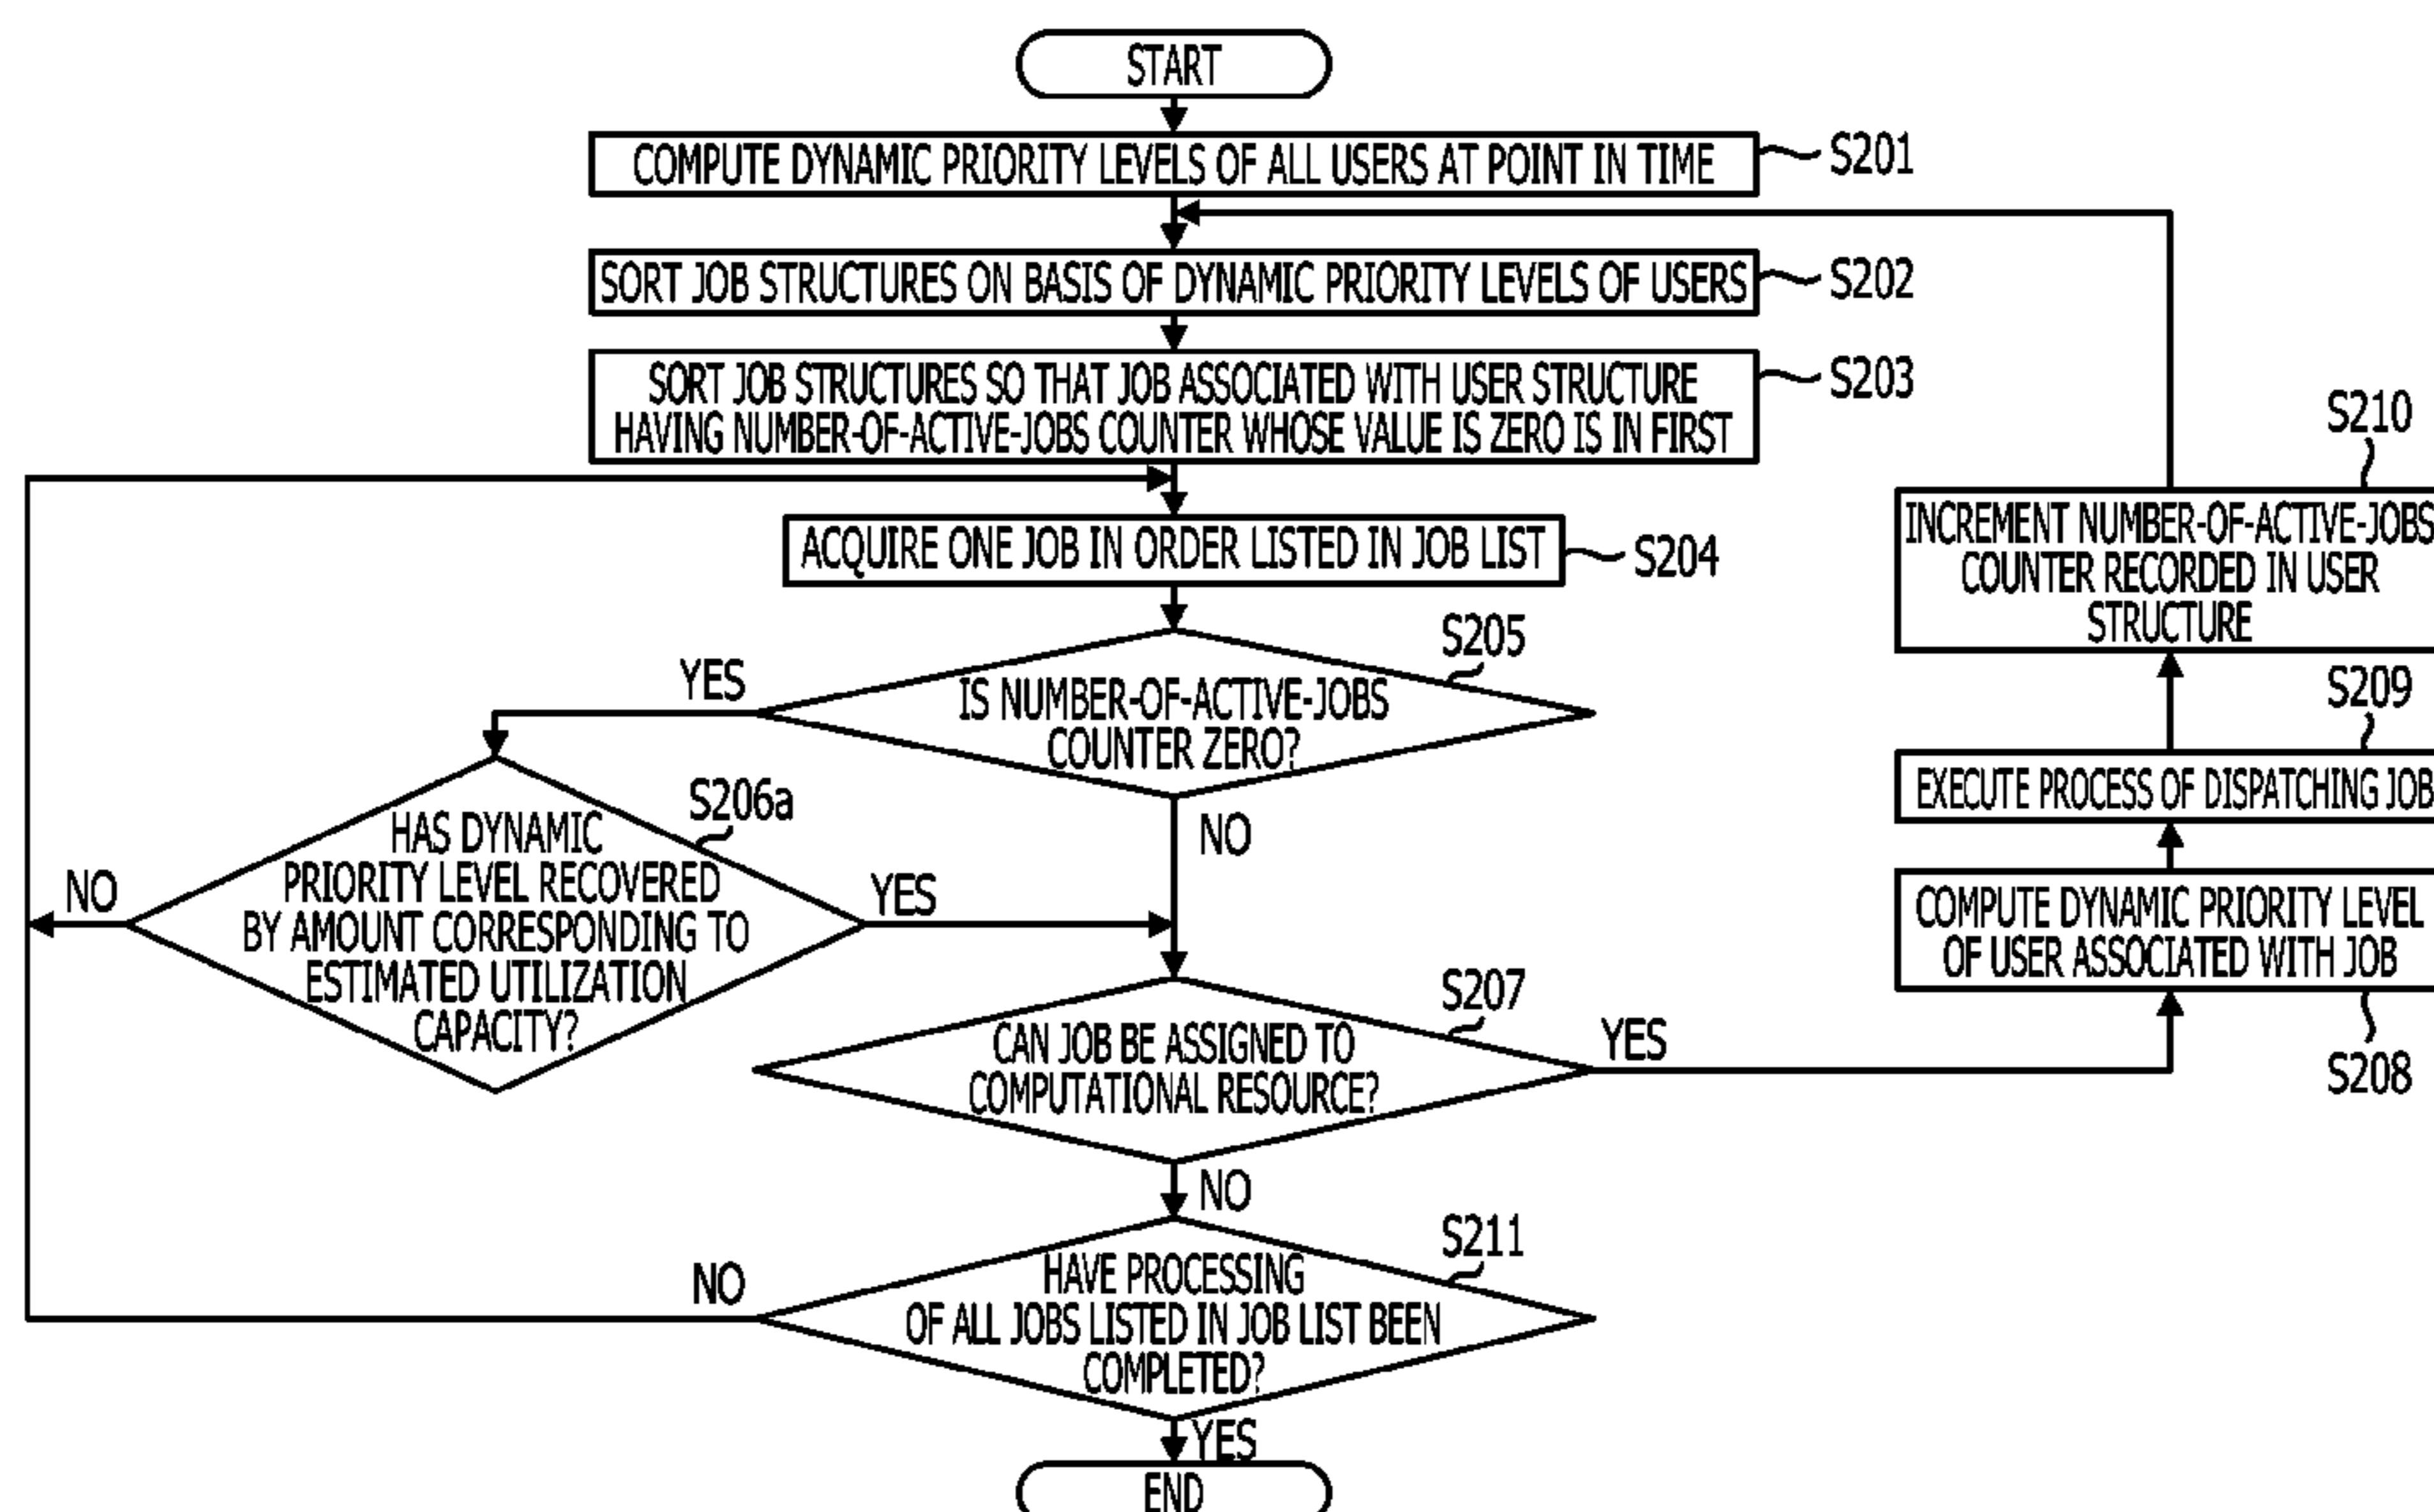 START
COMPUTE DYNAMIC PRIORITY LEVELS OF ALL USERS AT POINT IN TIME
S201
SORT JOB STRUCTURES ON BASIS OF DYNAMIC PRIORITY LEVELS OF USERS
S202
SORT JOB STRUCTURES SO THAT JOB ASSOCIATED WITH USER STRUCTURE
HAVING NUMBER-OF-ACTIVE-JOBS COUNTER WHOSE VALUE IS ZERO IS IN FIRST
S203
ACQUIRE ONE JOB IN ORDER LISTED IN JOB LIST
S204
S205
IS NUMBER-OF-ACTIVE-JOBS
COUNTER ZERO?
YES
NO
S206a
HAS DYNAMIC
PRIORITY LEVEL RECOVERED
BY AMOUNT CORRESPONDING TO
ESTIMATED UTILIZATION
CAPACITY?
NO
YES
S207
CAN JOB BE ASSIGNED TO
COMPUTATIONAL RESOURCE?
YES
NO
S210
INCREMENT NUMBER-OF-ACTIVE-JOBS
COUNTER RECORDED IN USER
STRUCTURE
S209
EXECUTE PROCESS OF DISPATCHING JOB
COMPUTE DYNAMIC PRIORITY LEVEL
OF USER ASSOCIATED WITH JOB
S208
S211
HAVE PROCESSING
OF ALL JOBS LISTED IN JOB LIST BEEN
COMPLETED?
NO
YES
END